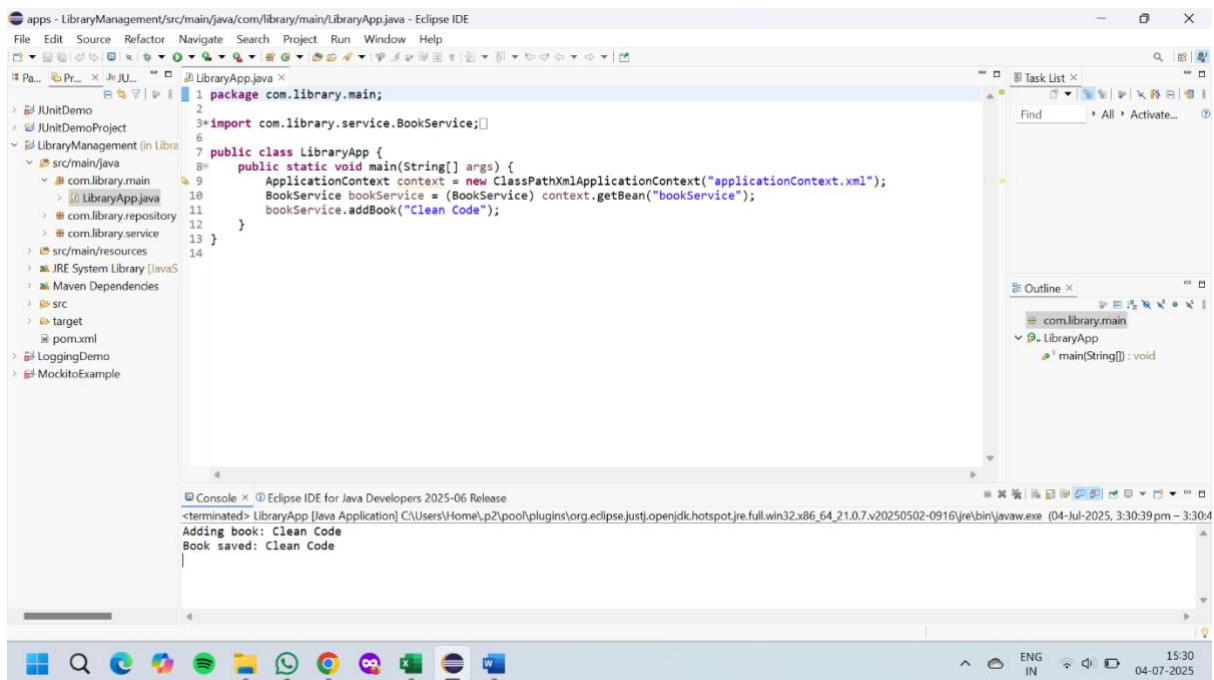 apps - LibraryManagement/src/main/java/com/library/main/LibraryApp.java - Eclipse IDE
File Edit Source Refactor Navigate Search Project Run Window Help
Pa... Pr... × JU...
LibraryApp.java ×
JUnitDemo
JUnitDemoProject
LibraryManagement (in Libra
src/main/java
com.library.main
LibraryApp.java
com.library.repository
com.library.service
src/main/resources
JRE System Library [JavaS
Maven Dependencies
src
target
pom.xml
LoggingDemo
MockitoExample
1 package com.library.main;
2
3 import com.library.service.BookService;
6
7 public class LibraryApp {
8 public static void main(String[] args) {
9 ApplicationContext context = new ClassPathXmlApplicationContext("applicationContext.xml");
10 BookService bookService = (BookService) context.getBean("bookService");
11 bookService.addBook("Clean Code");
12 }
13 }
14
Task List ×
Find All Activate...
Outline ×
com.library.main
LibraryApp
main(String[]) : void
Console × Eclipse IDE for Java Developers 2025-06 Release
<terminated> LibraryApp [Java Application] C:\Users\Home\.p2\pool\plugins\org.eclipse.justj.openjdk.hotspot.jre.full.win32.x86_64_21.0.7.v20250502-0916\jre\bin\javaw.exe (04-Jul-2025, 3:30:39 pm – 3:30:4
Adding book: Clean Code
Book saved: Clean Code
ENG
IN
15:30
04-07-2025